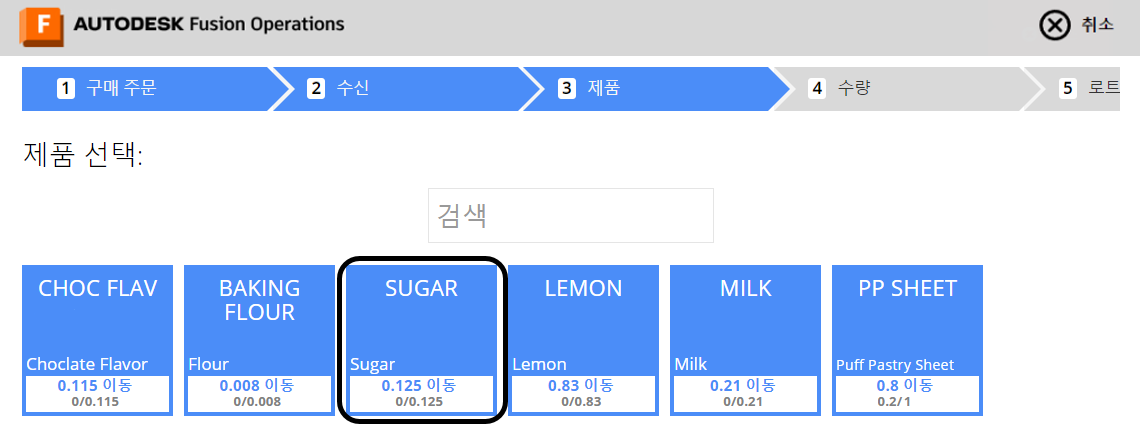 F AUTODESK Fusion Operations 취소
1 구매 주문 2 수신 3 제품 4 수량 5 로트
제품 선택:
검색
CHOC FLAV
Choclate Flavor
0.115 이동
0/0.115
BAKING
FLOUR
Flour
0.008 이동
0/0.008
SUGAR
Sugar
0.125 이동
0/0.125
LEMON
Lemon
0.83 이동
0/0.83
MILK
Milk
0.21 이동
0/0.21
PP SHEET
Puff Pastry Sheet
0.8 이동
0.2/1